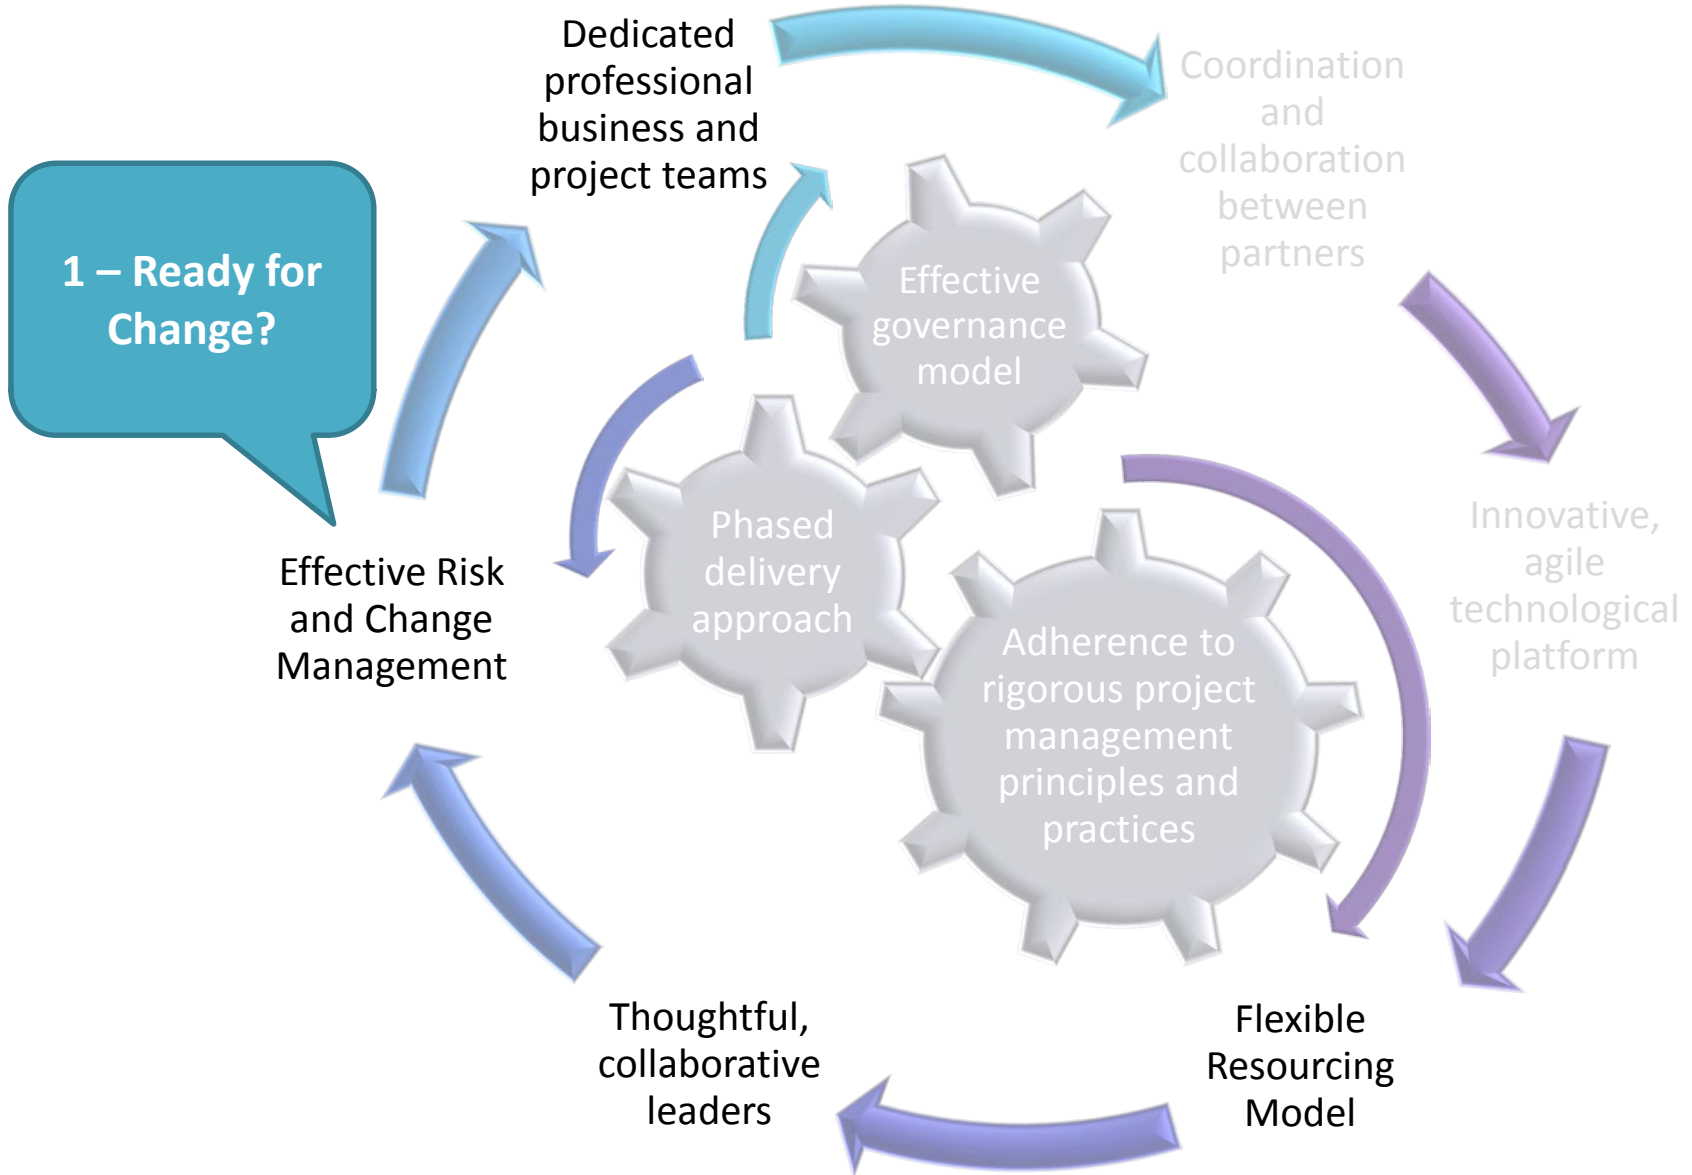 Dedicated
professional
business and
project teams
Coordination
and
collaboration
between
partners
1 – Ready for
Change?
Effective
governance
model
Phased
delivery
approach
Innovative,
agile
technological
platform
Effective Risk
and Change
Management
Adherence to
rigorous project
management
principles and
practices
Thoughtful,
collaborative
leaders
Flexible
Resourcing
Model